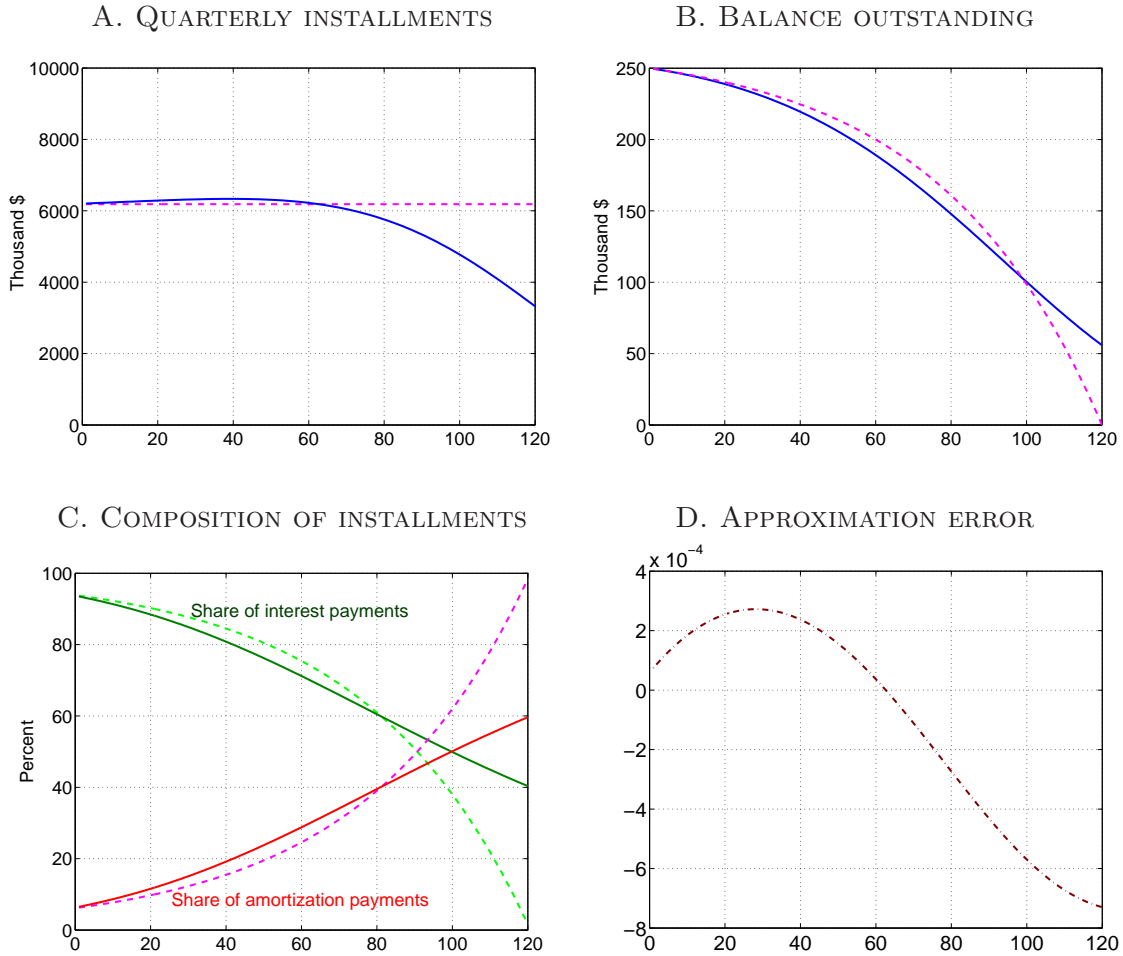 A. QUARTERLY INSTALLMENTS
Thousand $
10000
8000
6000
4000
2000
0
0 20 40 60 80 100 120
B. BALANCE OUTSTANDING
Thousand $
250
200
150
100
50
0
0 20 40 60 80 100 120
C. COMPOSITION OF INSTALLMENTS
Percent
100
80
60
40
20
0
Share of interest payments
Share of amortization payments
0 20 40 60 80 100 120
D. APPROXIMATION ERROR
x 10⁻⁴
4
2
0
−2
−4
−6
−8
0 20 40 60 80 100 120